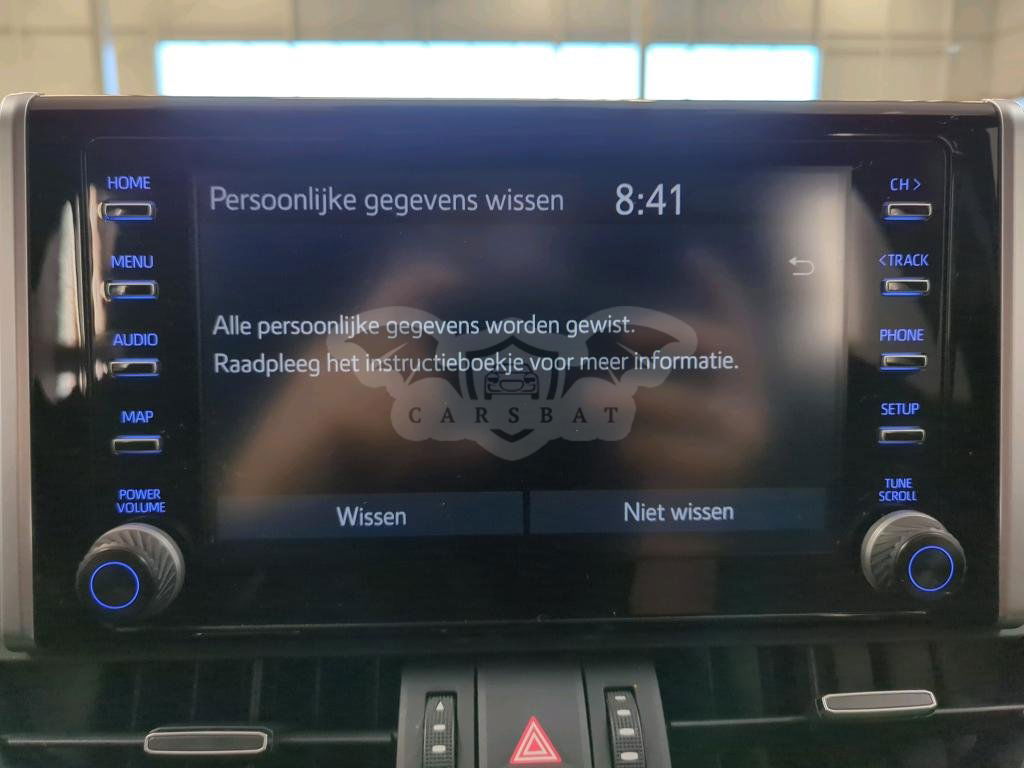 HOME
MENU
AUDIO
MAP
POWER
VOLUME
Persoonlijke gegevens wissen 8:41
Alle persoonlijke gegevens worden gewist.
Raadpleeg het instructieboekje voor meer informatie.
CARSBAT
Wissen Niet wissen
CH >
<TRACK
PHONE
SETUP
TUNE
SCROLL